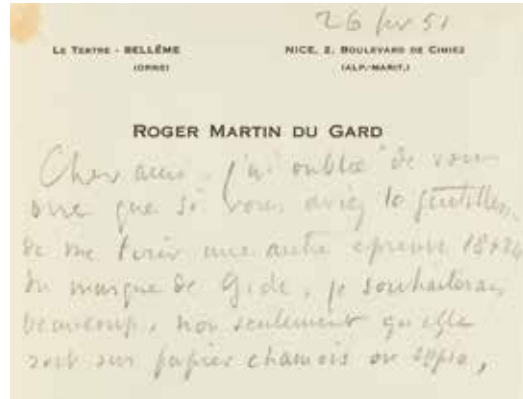 26 fev 51
LE TERTRE - BELLÊME
(ORNE)
NICE, 2, BOULEVARD DE CIMIEZ
(ALP.-MARIT.)
ROGER MARTIN DU GARD
Cher ami, j'ai oublié de vous
dire que si vous aviez la gentillesse
de me tirer une autre épreuve 18x24
du masque de Gide, je souhaiterais
beaucoup, non seulement qu'elle
soit sur papier chamois ou sépia,